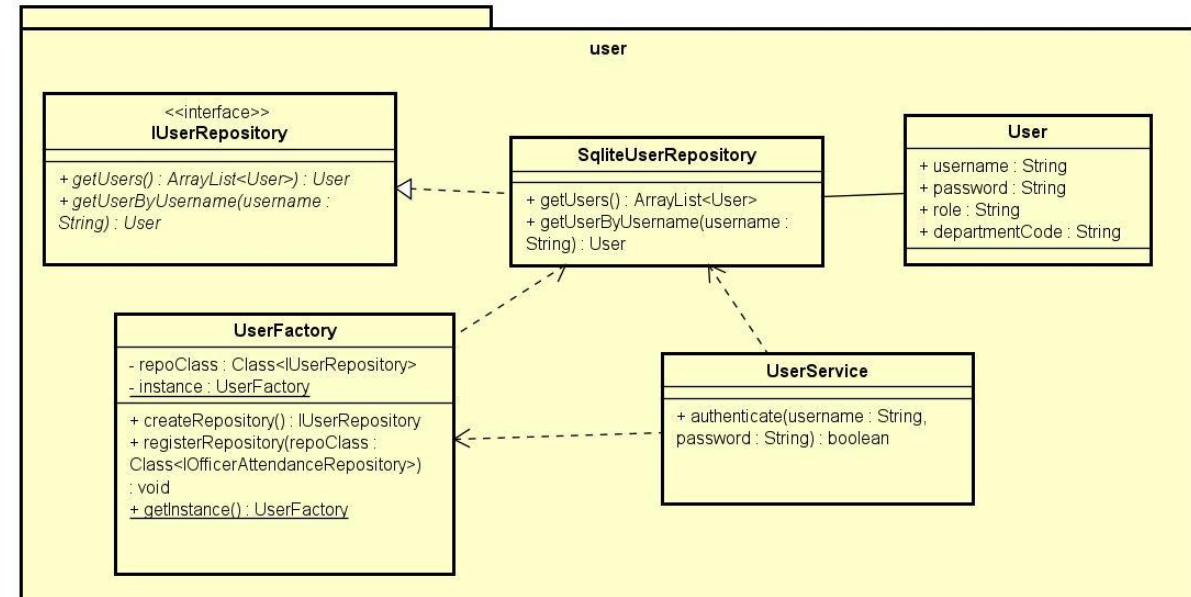 user
<<interface>>
IUserRepository
+ getUsers() : ArrayList<User>) : User
+ getUserByUsername(username :
String) : User
SqliteUserRepository
+ getUsers() : ArrayList<User>
+ getUserByUsername(username :
String) : User
User
+ username : String
+ password : String
+ role : String
+ departmentCode : String
UserFactory
- repoClass : Class<IUserRepository>
- instance : UserFactory
+ createRepository() : IUserRepository
+ registerRepository(repoClass :
Class<IOfficerAttendanceRepository>)
: void
+ getInstance() : UserFactory
UserService
+ authenticate(username : String,
password : String) : boolean